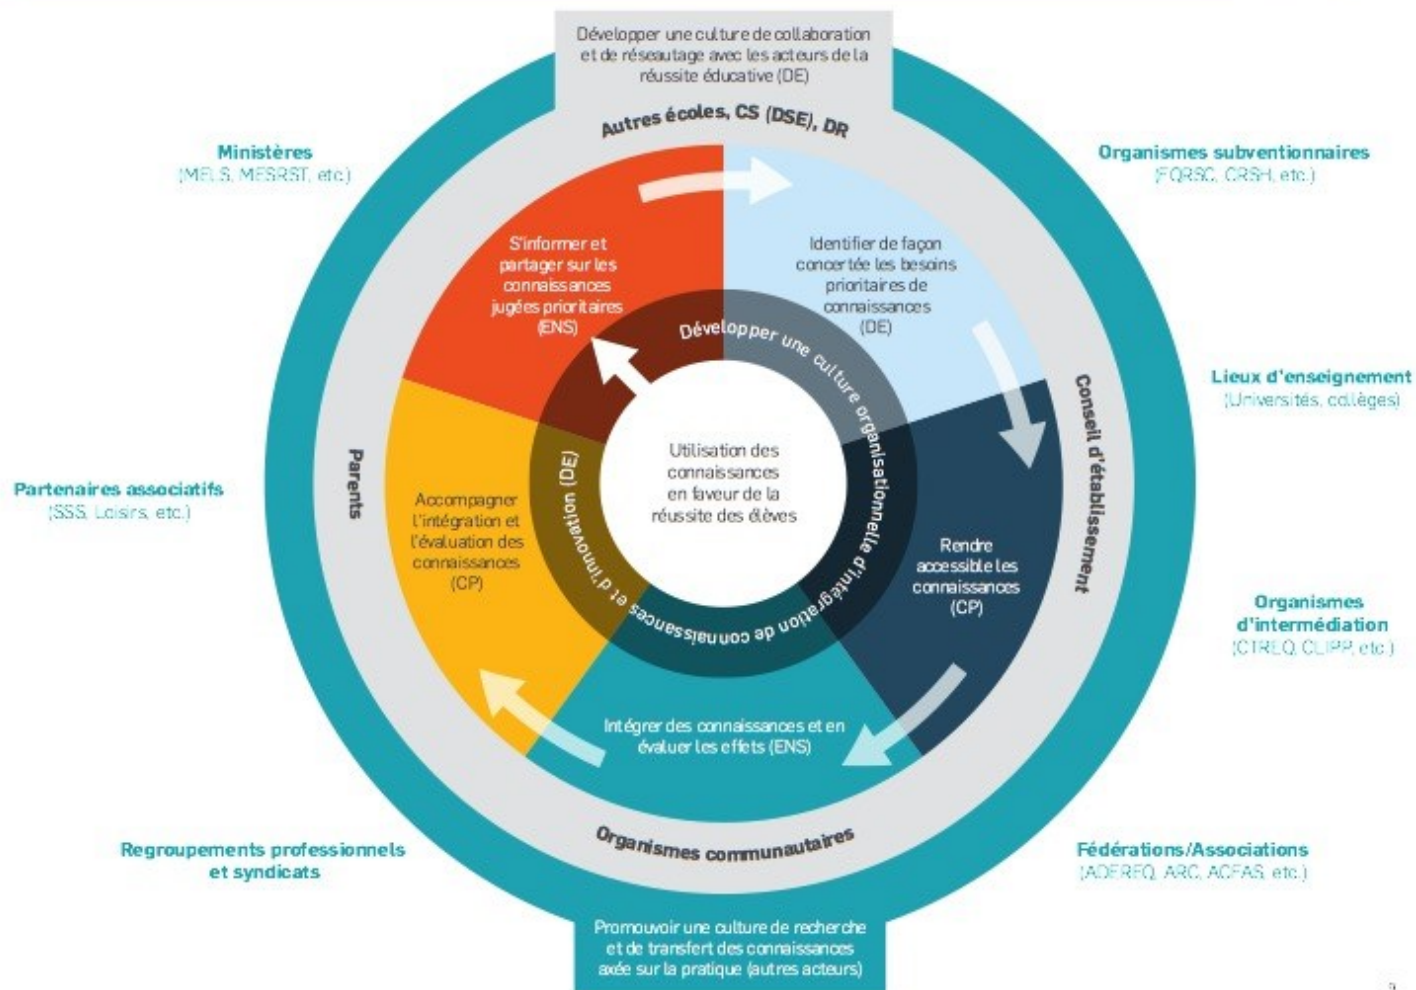 Développer une culture de collaboration
et de réseautage avec les acteurs de la
réussite éducative (DE)
Autres écoles, CS (DSE), DR
Ministères
(MELS, MESRST, etc.)
Organismes subventionnaires
(FQRSC, CRSH, etc.)
S'informer et
partager sur les
connaissances
jugées prioritaires
(ENS)
Identifier de façon
concertée les besoins
prioritaires de
connaissances
(DE)
Développer une culture organisationnelle d'intégration de connaissances et d'innovation (DE)
Lieux d'enseignement
(Universités, collèges)
Conseil d'établissement
Parents
Partenaires associatifs
(SSS, Loisirs, etc.)
Utilisation des
connaissances
en faveur de la
réussite des élèves
Accompagner
l'intégration et
l'évaluation des
connaissances
(CP)
Rendre
accessible les
connaissances
(CP)
Organismes
d'intermédiation
(CTREQ, CLIPP, etc.)
Intégrer des connaissances et en
évaluer les effets (ENS)
Organismes communautaires
Regroupements professionnels
et syndicats
Fédérations/Associations
(ADEREQ, ARC, ACFAS, etc.)
Promouvoir une culture de recherche
et de transfert des connaissances
axée sur la pratique (autres acteurs)